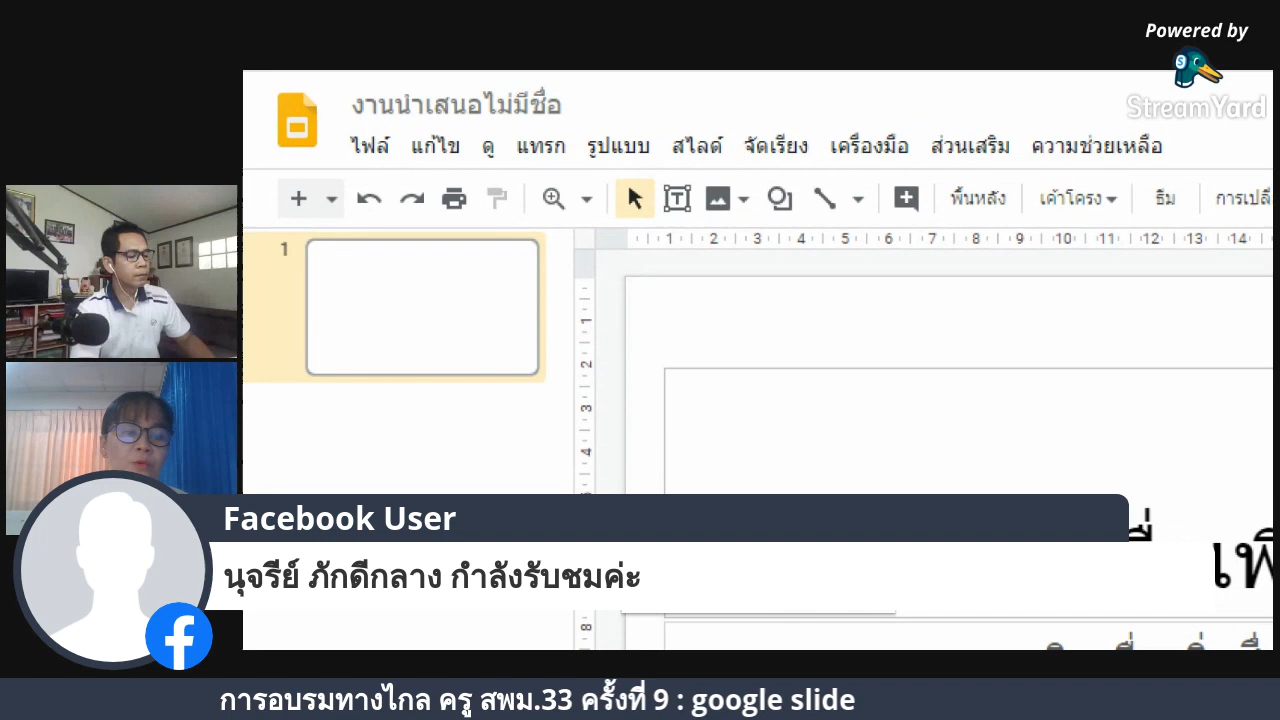 Powered by
StreamYard
งานนำเสนอไม่มีชื่อ
ไฟล์ แก้ไข ดู แทรก รูปแบบ สไลด์ จัดเรียง เครื่องมือ ส่วนเสริม ความช่วยเหลือ
พื้นหลัง เค้าโครง ธีม
1
1 2 3 4 5 6 7 8 9 10 11 12 13 14
1
2
3
4
8
Facebook User
นุจรีย์ ภักดีกลาง กำลังรับชมค่ะ
การอบรมทางไกล ครู สพม.33 ครั้งที่ 9 : google slide